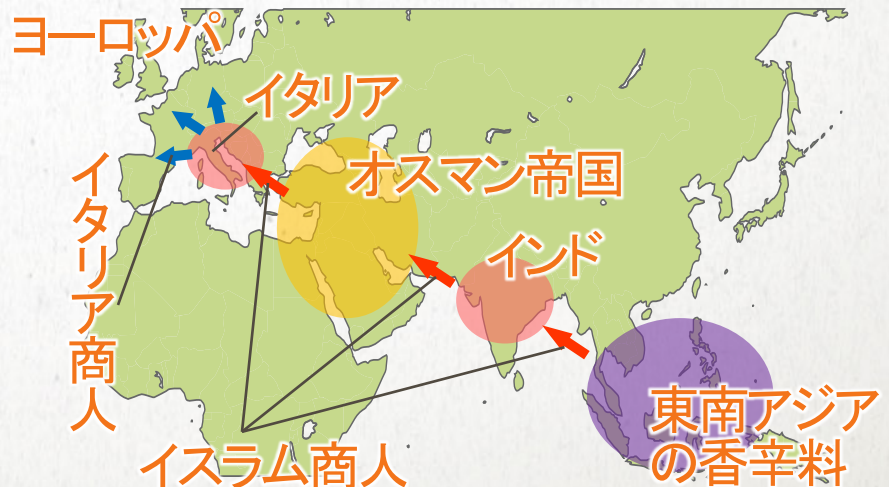 ヨーロッパ
イタリア
オスマン帝国
インド
イタリア商人
東南アジア
の香辛料
イスラム商人